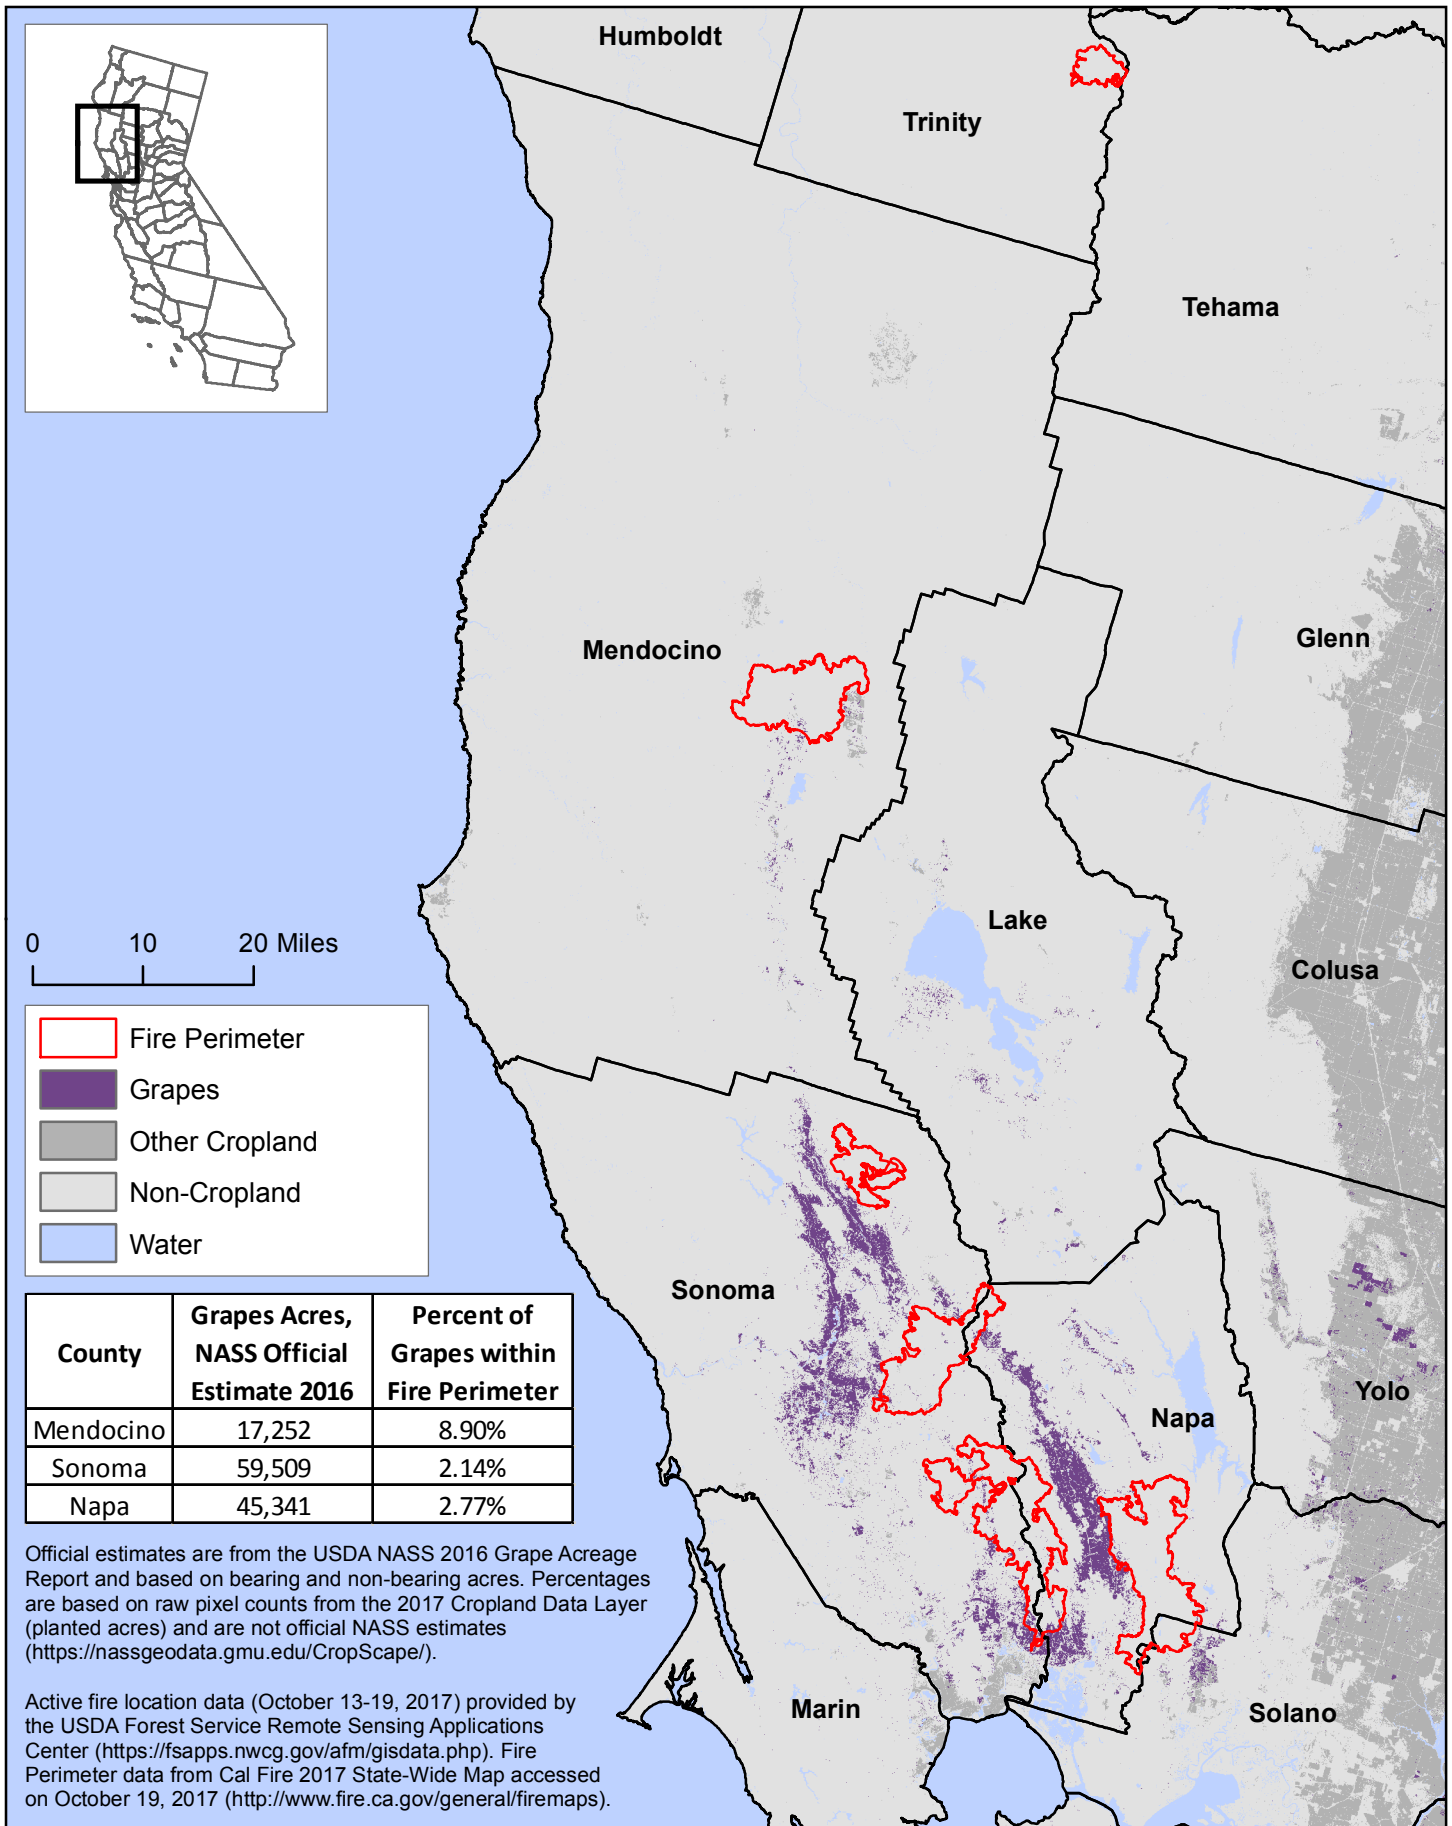 Humboldt
Trinity
Tehama
Mendocino
Glenn
Lake
Colusa
0 10 20 Miles
Fire Perimeter
Grapes
Other Cropland
Non-Cropland
Water
Sonoma
Napa
Yolo
Marin
Solano
County Grapes Acres, NASS Official Estimate 2016 Percent of Grapes within Fire Perimeter
Mendocino 17,252 8.90%
Sonoma 59,509 2.14%
Napa 45,341 2.77%
Official estimates are from the USDA NASS 2016 Grape Acreage
Report and based on bearing and non-bearing acres. Percentages
are based on raw pixel counts from the 2017 Cropland Data Layer
(planted acres) and are not official NASS estimates
(https://nassgeodata.gmu.edu/CropScape/).
Active fire location data (October 13-19, 2017) provided by
the USDA Forest Service Remote Sensing Applications
Center (https://fsapps.nwcg.gov/afm/gisdata.php). Fire
Perimeter data from Cal Fire 2017 State-Wide Map accessed
on October 19, 2017 (http://www.fire.ca.gov/general/firemaps).